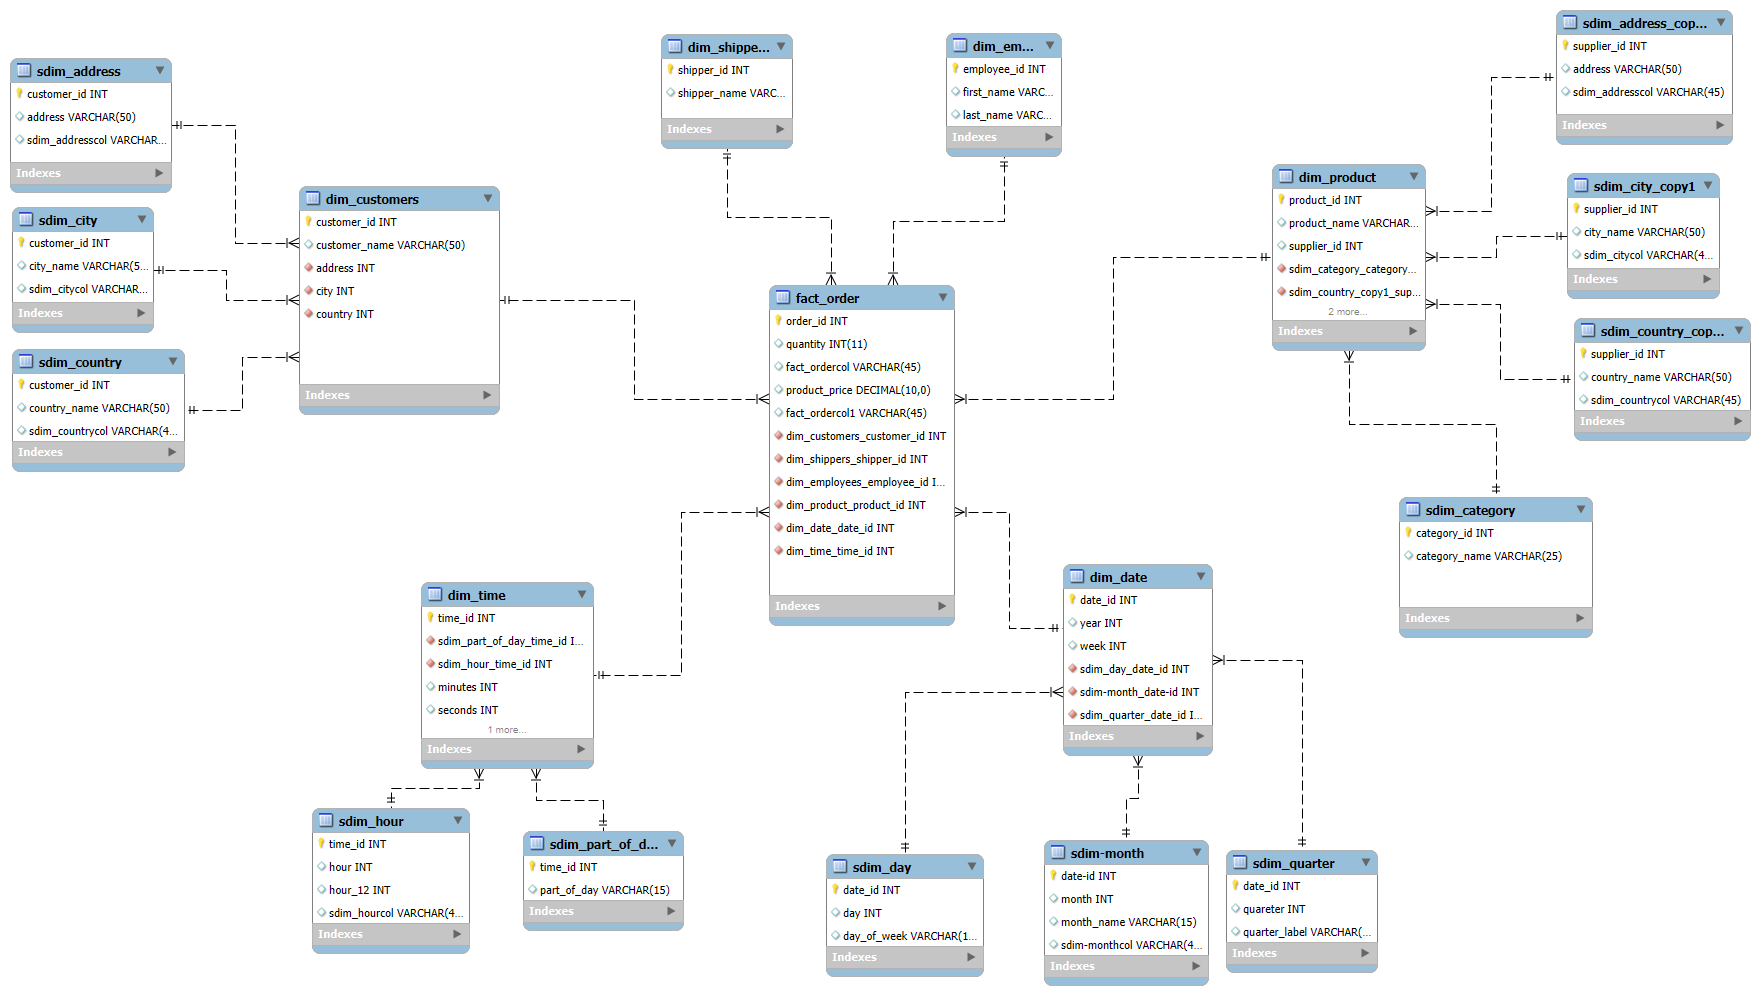 sdim_address
customer_id INT
address VARCHAR(50)
sdim_addresscol VARCHAR...
Indexes
sdim_city
customer_id INT
city_name VARCHAR(5...
sdim_citycol VARCHAR...
Indexes
sdim_country
customer_id INT
country_name VARCHAR(50)
sdim_countrycol VARCHAR(4...
Indexes
dim_customers
customer_id INT
customer_name VARCHAR(50)
address INT
city INT
country INT
Indexes
dim_shippe...
shipper_id INT
shipper_name VARC...
Indexes
dim_em...
employee_id INT
first_name VARC...
last_name VARC...
Indexes
fact_order
order_id INT
quantity INT(11)
fact_ordercol VARCHAR(45)
product_price DECIMAL(10,0)
fact_ordercol1 VARCHAR(45)
dim_customers_customer_id INT
dim_shippers_shipper_id INT
dim_employees_employee_id I...
dim_product_product_id INT
dim_date_date_id INT
dim_time_time_id INT
Indexes
dim_product
product_id INT
product_name VARCHAR...
supplier_id INT
sdim_category_category...
sdim_country_copy1_sup...
2 more...
Indexes
sdim_address_cop...
supplier_id INT
address VARCHAR(50)
sdim_addresscol VARCHAR(45)
Indexes
sdim_city_copy1
supplier_id INT
city_name VARCHAR(50)
sdim_citycol VARCHAR(4...
Indexes
sdim_country_cop...
supplier_id INT
country_name VARCHAR(50)
sdim_countrycol VARCHAR(45)
Indexes
sdim_category
category_id INT
category_name VARCHAR(25)
Indexes
dim_time
time_id INT
sdim_part_of_day_time_id I...
sdim_hour_time_id INT
minutes INT
seconds INT
1 more...
Indexes
dim_date
date_id INT
year INT
week INT
sdim_day_date_id INT
sdim-month_date-id INT
sdim_quarter_date_id I...
Indexes
sdim_hour
time_id INT
hour INT
hour_12 INT
sdim_hourcol VARCHAR(4...
Indexes
sdim_part_of_d...
time_id INT
part_of_day VARCHAR(15)
Indexes
sdim_day
date_id INT
day INT
day_of_week VARCHAR(1...
Indexes
sdim-month
date-id INT
month INT
month_name VARCHAR(15)
sdim-monthcol VARCHAR(4...
Indexes
sdim_quarter
date_id INT
quareter INT
quarter_label VARCHAR(...
Indexes